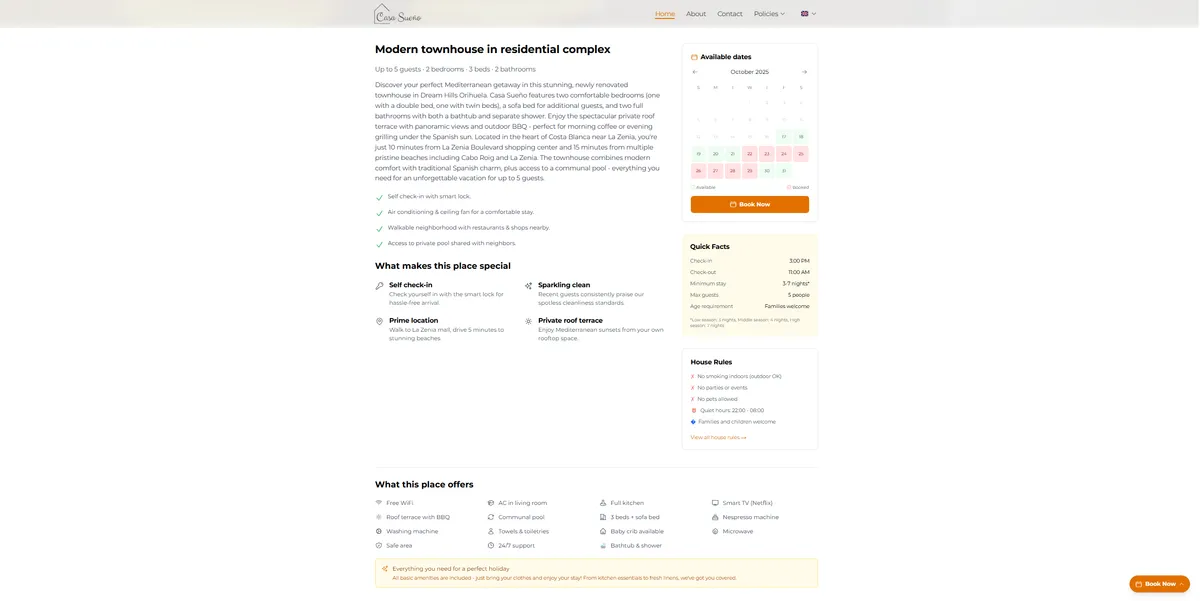 Casa Sueño
Home About Contact Policies
Modern townhouse in residential complex
Up to 5 guests · 2 bedrooms · 3 beds · 2 bathrooms
Discover your perfect Mediterranean getaway in this stunning, newly renovated
townhouse in Dream Hills Orihuela. Casa Sueño features two comfortable bedrooms (one
with a double bed, one with twin beds), a sofa bed for additional guests, and two full
bathrooms with both a bathtub and separate shower. Enjoy the spectacular private roof
terrace with panoramic views and outdoor BBQ - perfect for morning coffee or evening
grilling under the Spanish sun. Located in the heart of Costa Blanca near La Zenia, you're
just 10 minutes from La Zenia Boulevard shopping center and 15 minutes from multiple
pristine beaches including Cabo Roig and La Zenia. The townhouse combines modern
comfort with traditional Spanish charm, plus access to a communal pool - everything you
need for an unforgettable vacation for up to 5 guests.
Self check-in with smart lock.
Air conditioning & ceiling fan for a comfortable stay.
Walkable neighborhood with restaurants & shops nearby.
Access to private pool shared with neighbors.
What makes this place special
Self check-in
Check yourself in with the smart lock for
hassle-free arrival.
Sparkling clean
Recent guests consistently praise our
spotless cleanliness standards.
Prime location
Walk to La Zenia mall, drive 5 minutes to
stunning beaches.
Private roof terrace
Enjoy Mediterranean sunsets from your own
rooftop space.
Available dates
October 2025
S M T W T F S
17 18
19 20 21 22 23 24 25
26 27 28 29 30 31
Available Booked
Book Now
Quick Facts
Check-in 3:00 PM
Check-out 11:00 AM
Minimum stay 3-7 nights*
Max guests 5 people
Age requirement Families welcome
*Low season: 3 nights, Middle season: 4 nights, High
season: 7 nights
House Rules
No smoking indoors (outdoor OK)
No parties or events
No pets allowed
Quiet hours: 22:00 - 08:00
Families and children welcome
View all house rules →
What this place offers
Free WiFi AC in living room Full kitchen Smart TV (Netflix)
Roof terrace with BBQ Communal pool 3 beds + sofa bed Nespresso machine
Washing machine Towels & toiletries Baby crib available Microwave
Safe area 24/7 support Bathtub & shower
Everything you need for a perfect holiday
All basic amenities are included - just bring your clothes and enjoy your stay! From kitchen essentials to fresh linens, we've got you covered.
Book Now